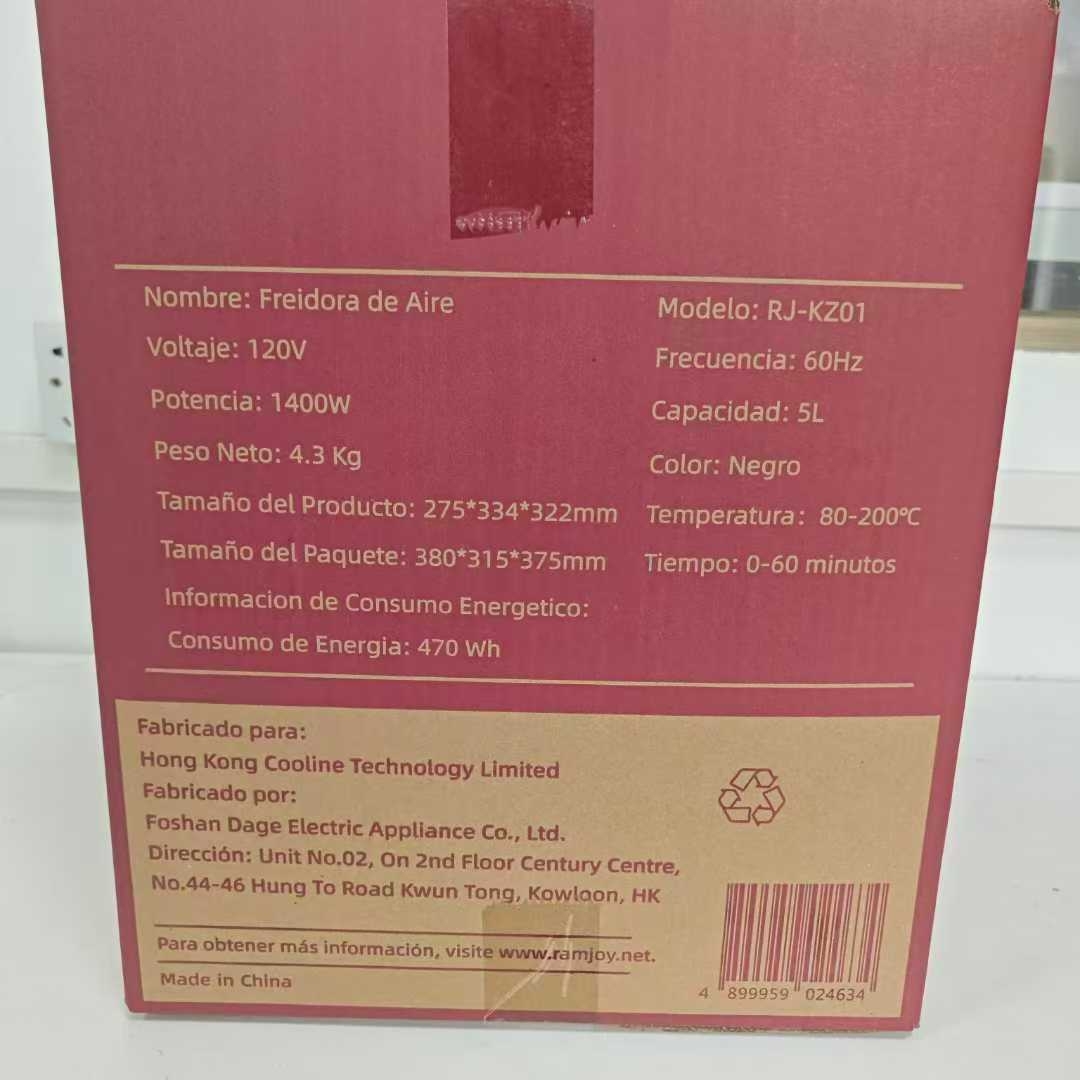 Nombre: Freidora de Aire
Modelo: RJ-KZ01
Voltaje: 120V
Frecuencia: 60Hz
Potencia: 1400W
Capacidad: 5L
Peso Neto: 4.3 Kg
Color: Negro
Tamaño del Producto: 275*334*322mm
Temperatura: 80-200℃
Tamaño del Paquete: 380*315*375mm
Tiempo: 0-60 minutos
Informacion de Consumo Energetico:
Consumo de Energia: 470 Wh
Fabricado para:
Hong Kong Cooline Technology Limited
Fabricado por:
Foshan Dage Electric Appliance Co., Ltd.
Dirección: Unit No.02, On 2nd Floor Century Centre,
No.44-46 Hung To Road Kwun Tong, Kowloon, HK
Para obtener más información, visite www.ramjoy.net.
Made in China
4 899959 024634